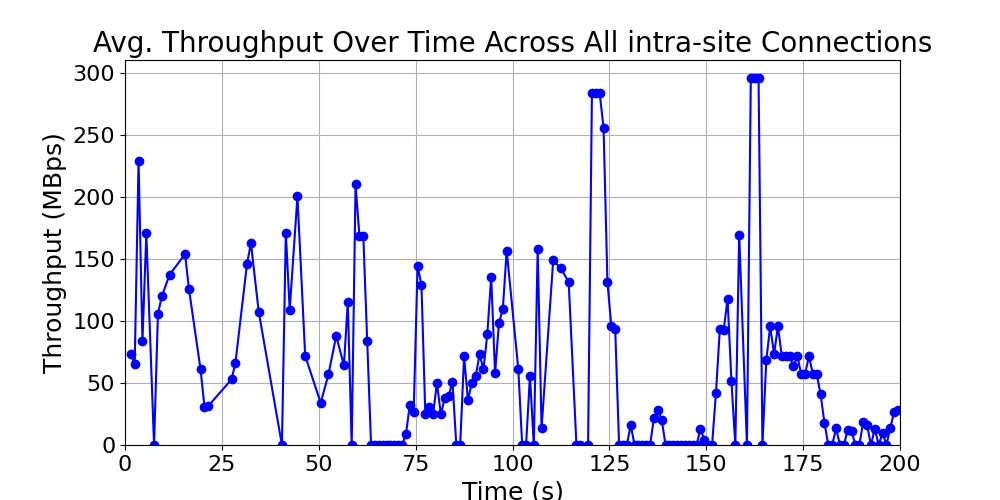 Avg. Throughput Over Time Across All intra-site Connections
Throughput (MBps)
300
250
200
150
100
50
0
0 25 50 75 100 125 150 175 200
Time (s)